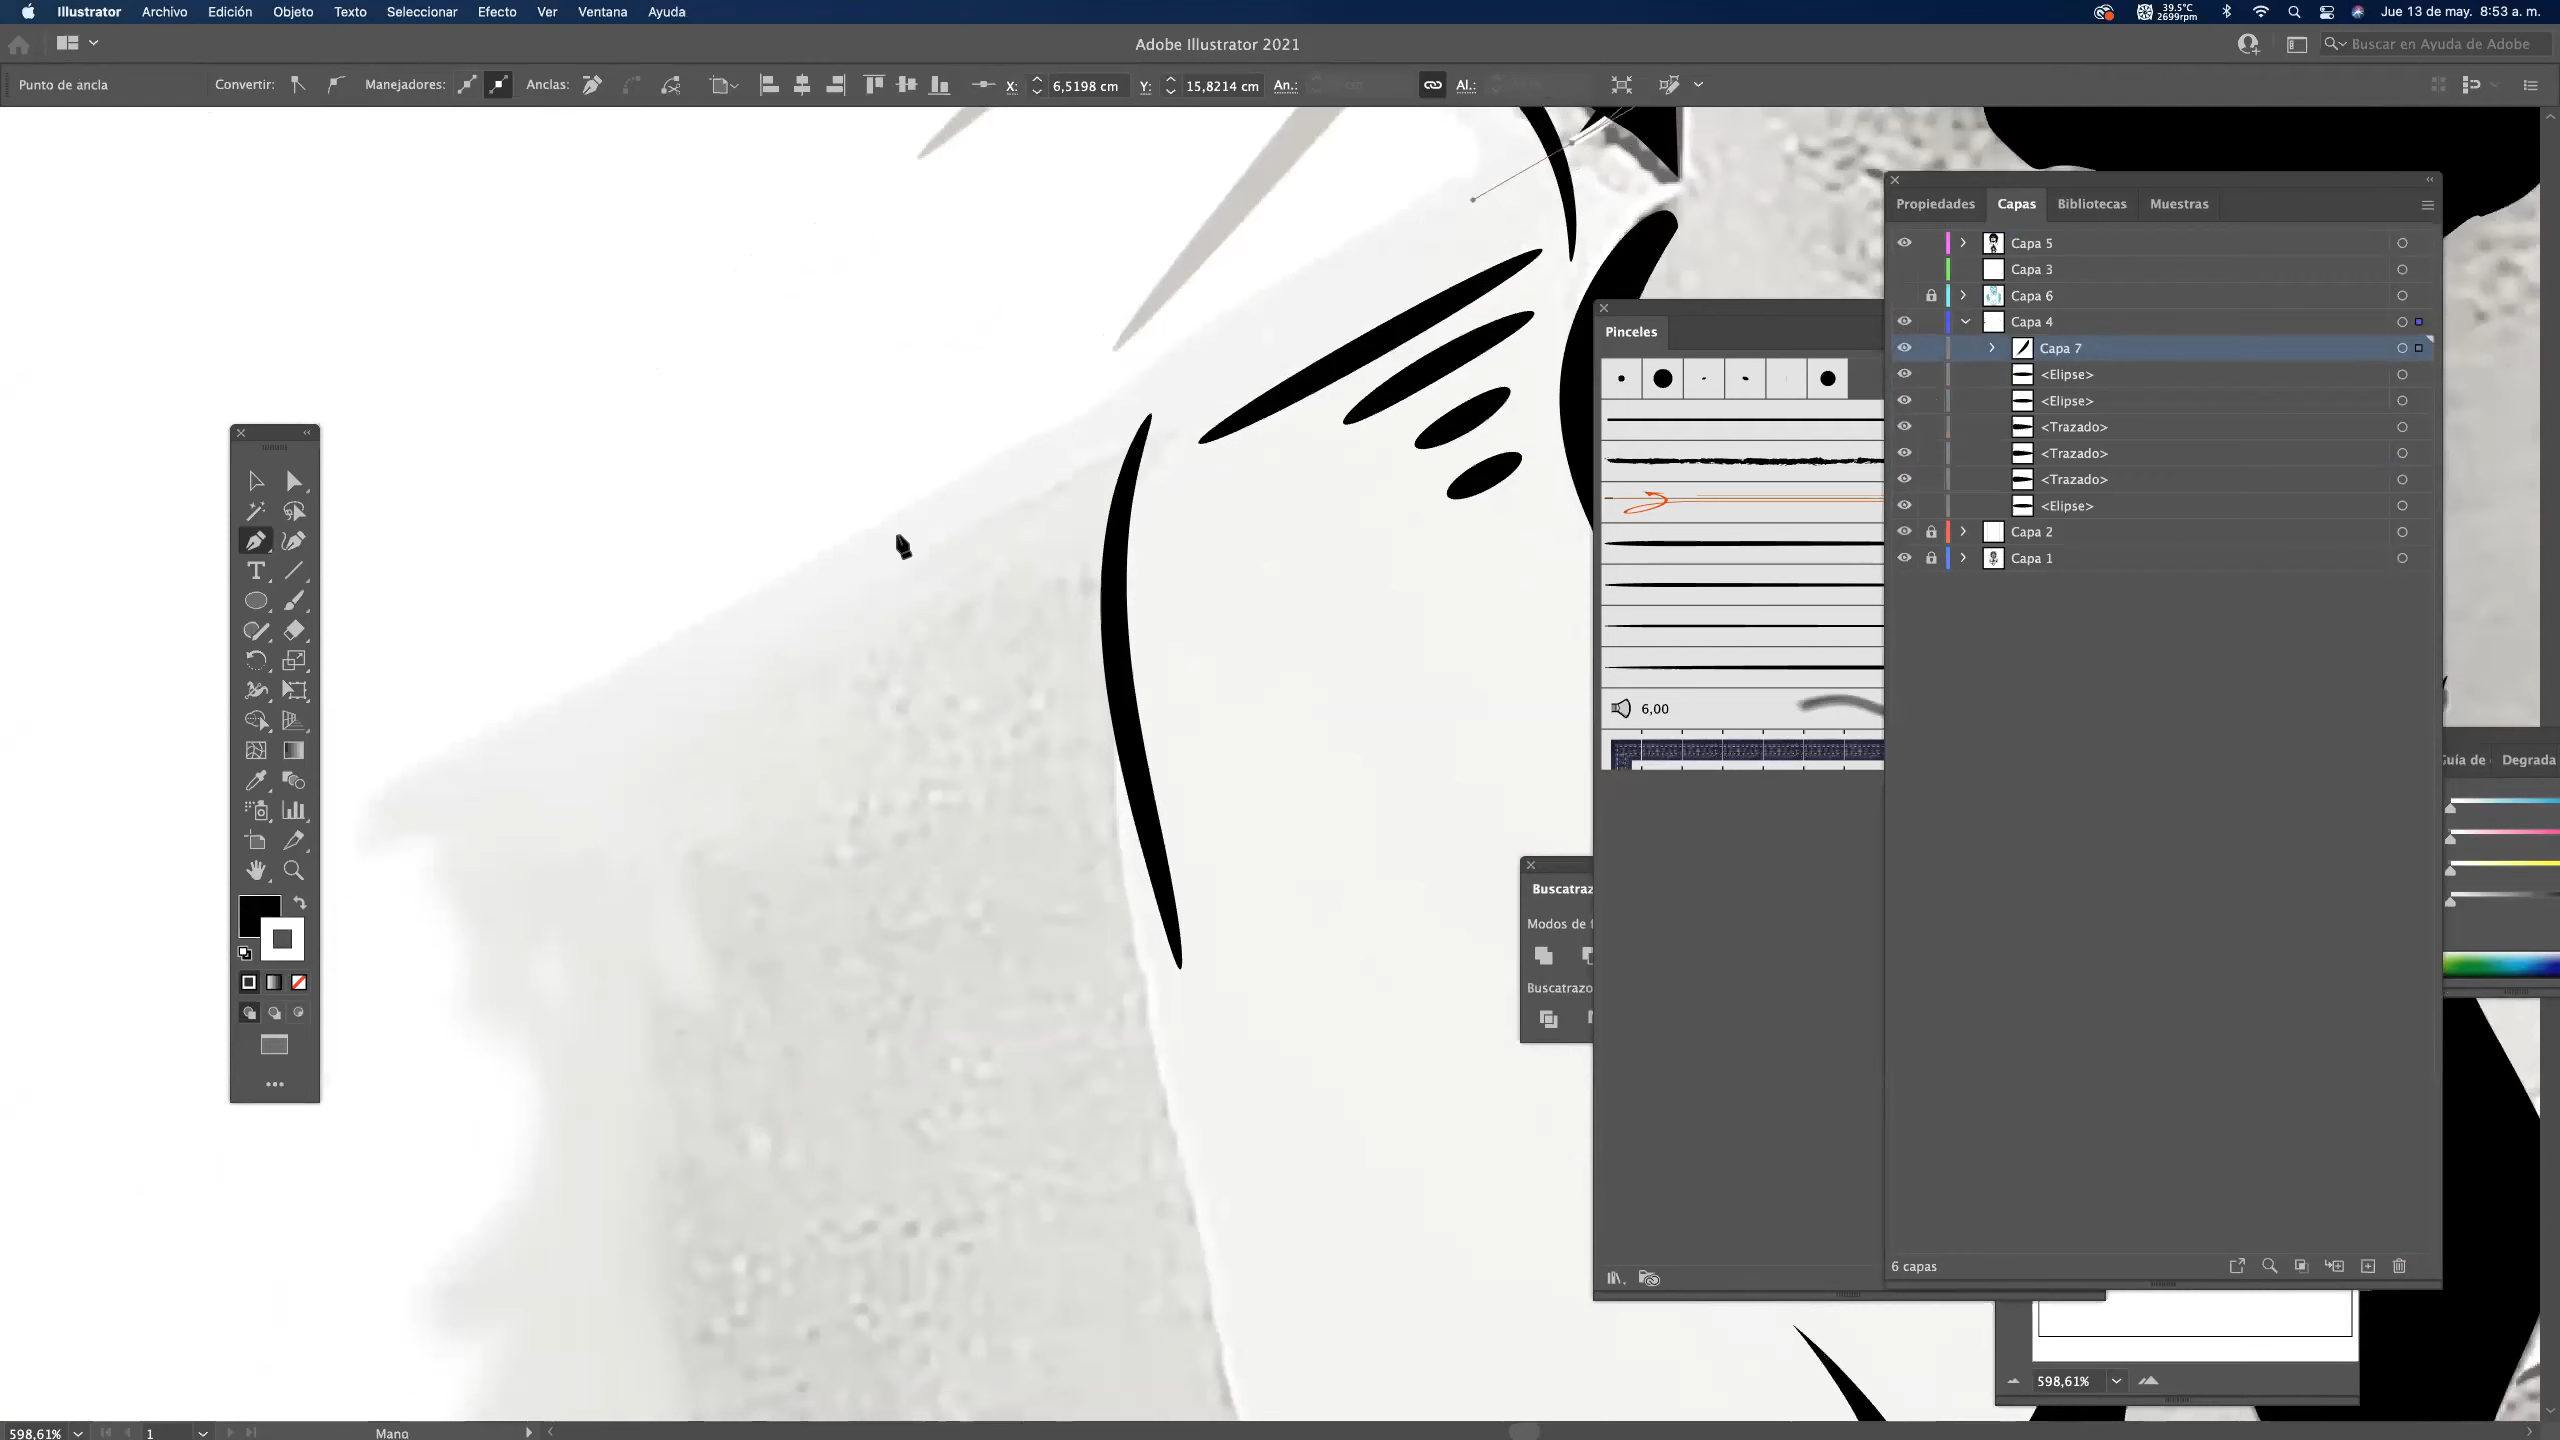 Illustrator Archivo Edición Objeto Texto Seleccionar Efecto Ver Ventana Ayuda
39.5°C
2699rpm
Jue 13 de may. 8:53 a. m.
Adobe Illustrator 2021
Buscar en Ayuda de Adobe
Punto de ancla
Convertir:
Manejadores:
Anclas:
X: 6,5198 cm
Y: 15,8214 cm
An.:
Al.:
Propiedades Capas Bibliotecas Muestras
Capa 5
Capa 3
Capa 6
Capa 4
Capa 7
<Elipse>
<Elipse>
<Trazado>
<Trazado>
<Trazado>
<Elipse>
Capa 2
Capa 1
6 capas
Pinceles
6,00
Buscatraz
Modos de f
Buscatrazo
Guía de Degrada
598,61%
598,61%
1
Mano